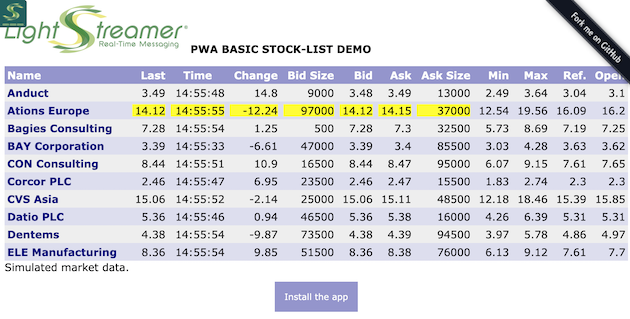 LightStreamer®
Real-Time Messaging
PWA BASIC STOCK-LIST DEMO
Fork me on GitHub
Name Last Time Change Bid Size Bid Ask Ask Size Min Max Ref. Open
Anduct 3.49 14:55:48 14.8 9000 3.48 3.49 13000 2.49 3.64 3.04 3.1
Ations Europe 14.12 14:55:55 -12.24 97000 14.12 14.15 37000 12.54 19.56 16.09 16.2
Bagies Consulting 7.28 14:55:54 1.25 500 7.28 7.3 32500 5.73 8.69 7.19 7.25
BAY Corporation 3.39 14:55:33 -6.61 47000 3.39 3.4 85500 3.03 4.28 3.63 3.62
CON Consulting 8.44 14:55:51 10.9 16500 8.44 8.47 95000 6.07 9.15 7.61 7.65
Corcor PLC 2.46 14:55:47 6.95 23500 2.46 2.47 15500 1.83 2.74 2.3 2.3
CVS Asia 15.06 14:55:52 -2.14 25000 15.06 15.11 48500 12.18 18.46 15.39 15.85
Datio PLC 5.36 14:55:46 0.94 46500 5.36 5.38 16000 4.26 6.39 5.31 5.31
Dentems 4.38 14:55:54 -9.87 73500 4.38 4.39 94500 3.97 5.78 4.86 4.97
ELE Manufacturing 8.36 14:55:54 9.85 51500 8.36 8.38 76000 6.13 9.12 7.61 7.7
Simulated market data.
Install the app